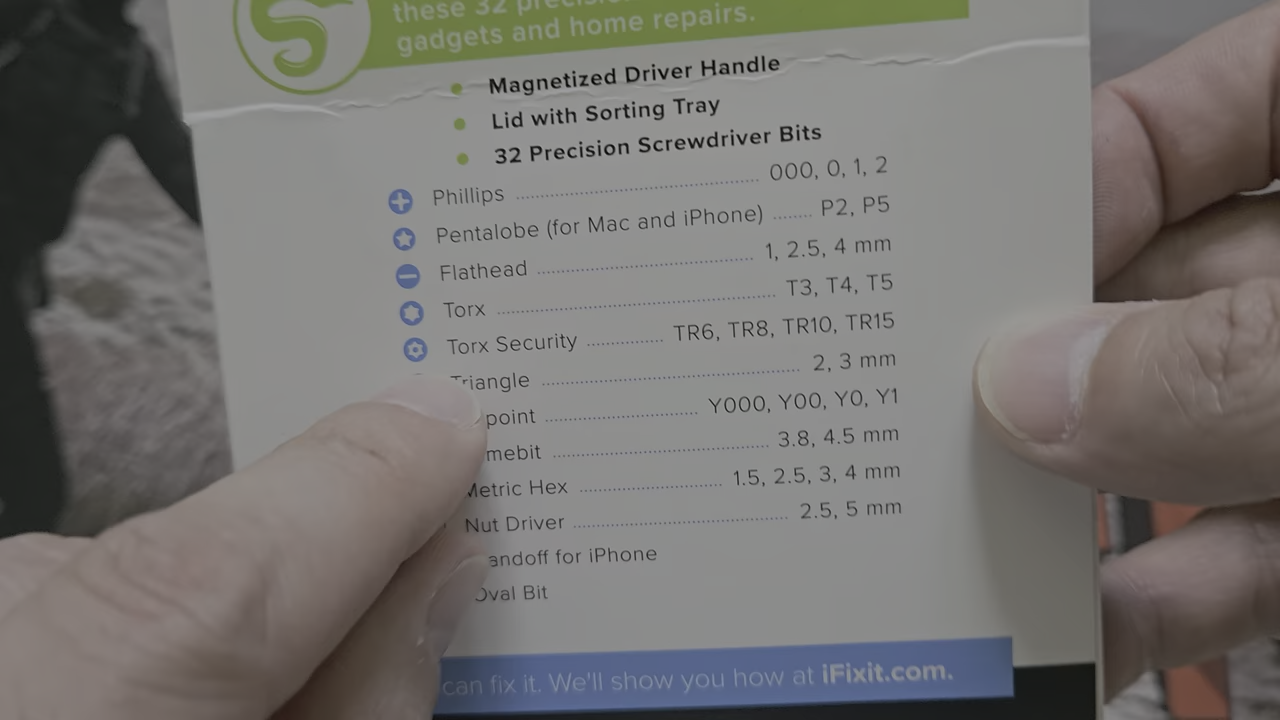 these 32
gadgets and home repairs.
Magnetized Driver Handle
Lid with Sorting Tray
32 Precision Screwdriver Bits
Phillips 000, 0, 1, 2
Pentalobe (for Mac and iPhone) P2, P5
Flathead 1, 2.5, 4 mm
Torx T3, T4, T5
Torx Security TR6, TR8, TR10, TR15
Triangle 2, 3 mm
point Y000, Y00, Y0, Y1
mebit 3.8, 4.5 mm
Metric Hex 1.5, 2.5, 3, 4 mm
Nut Driver 2.5, 5 mm
andoff for iPhone
Oval Bit
can fix it. We'll show you how at iFixit.com.